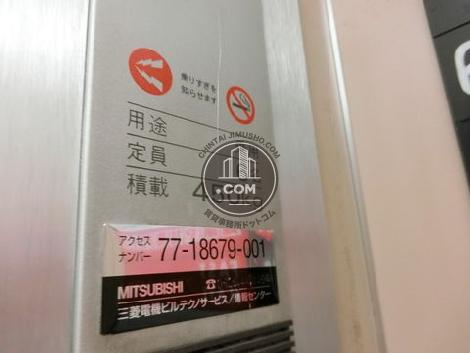 乗りすぎを
知らせます
用途
定員
積載 450
CHINTAI JIMUSHO.COM
.COM
賃貸事務所ドットコム
アクセス
ナンバー 77-18679-001
MITSUBISHI
三菱電機ビルテクノサービス/情報センター